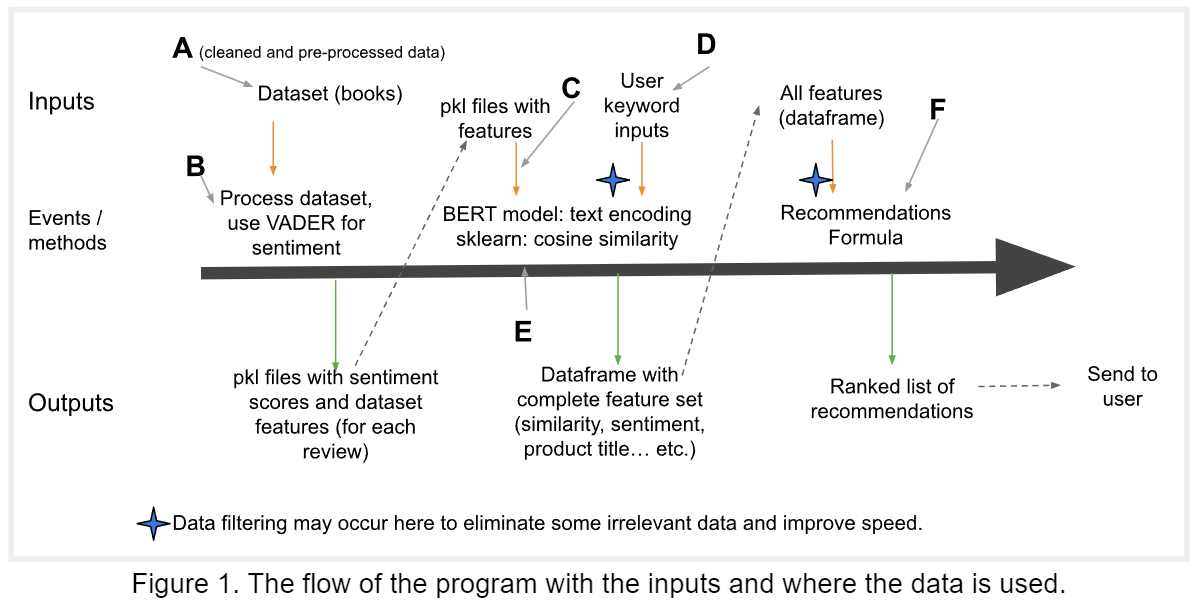 A (cleaned and pre-processed data)
Inputs
Dataset (books)
pkl files with
features
C
User
keyword
inputs
D
All features
(dataframe)
F
B
Events /
methods
Process dataset,
use VADER for
sentiment
BERT model: text encoding
sklearn: cosine similarity
Recommendations
Formula
E
Outputs
pkl files with sentiment
scores and dataset
features (for each
review)
Dataframe with
complete feature set
(similarity, sentiment,
product title… etc.)
Ranked list of
recommendations
Send to
user
Data filtering may occur here to eliminate some irrelevant data and improve speed.
Figure 1. The flow of the program with the inputs and where the data is used.